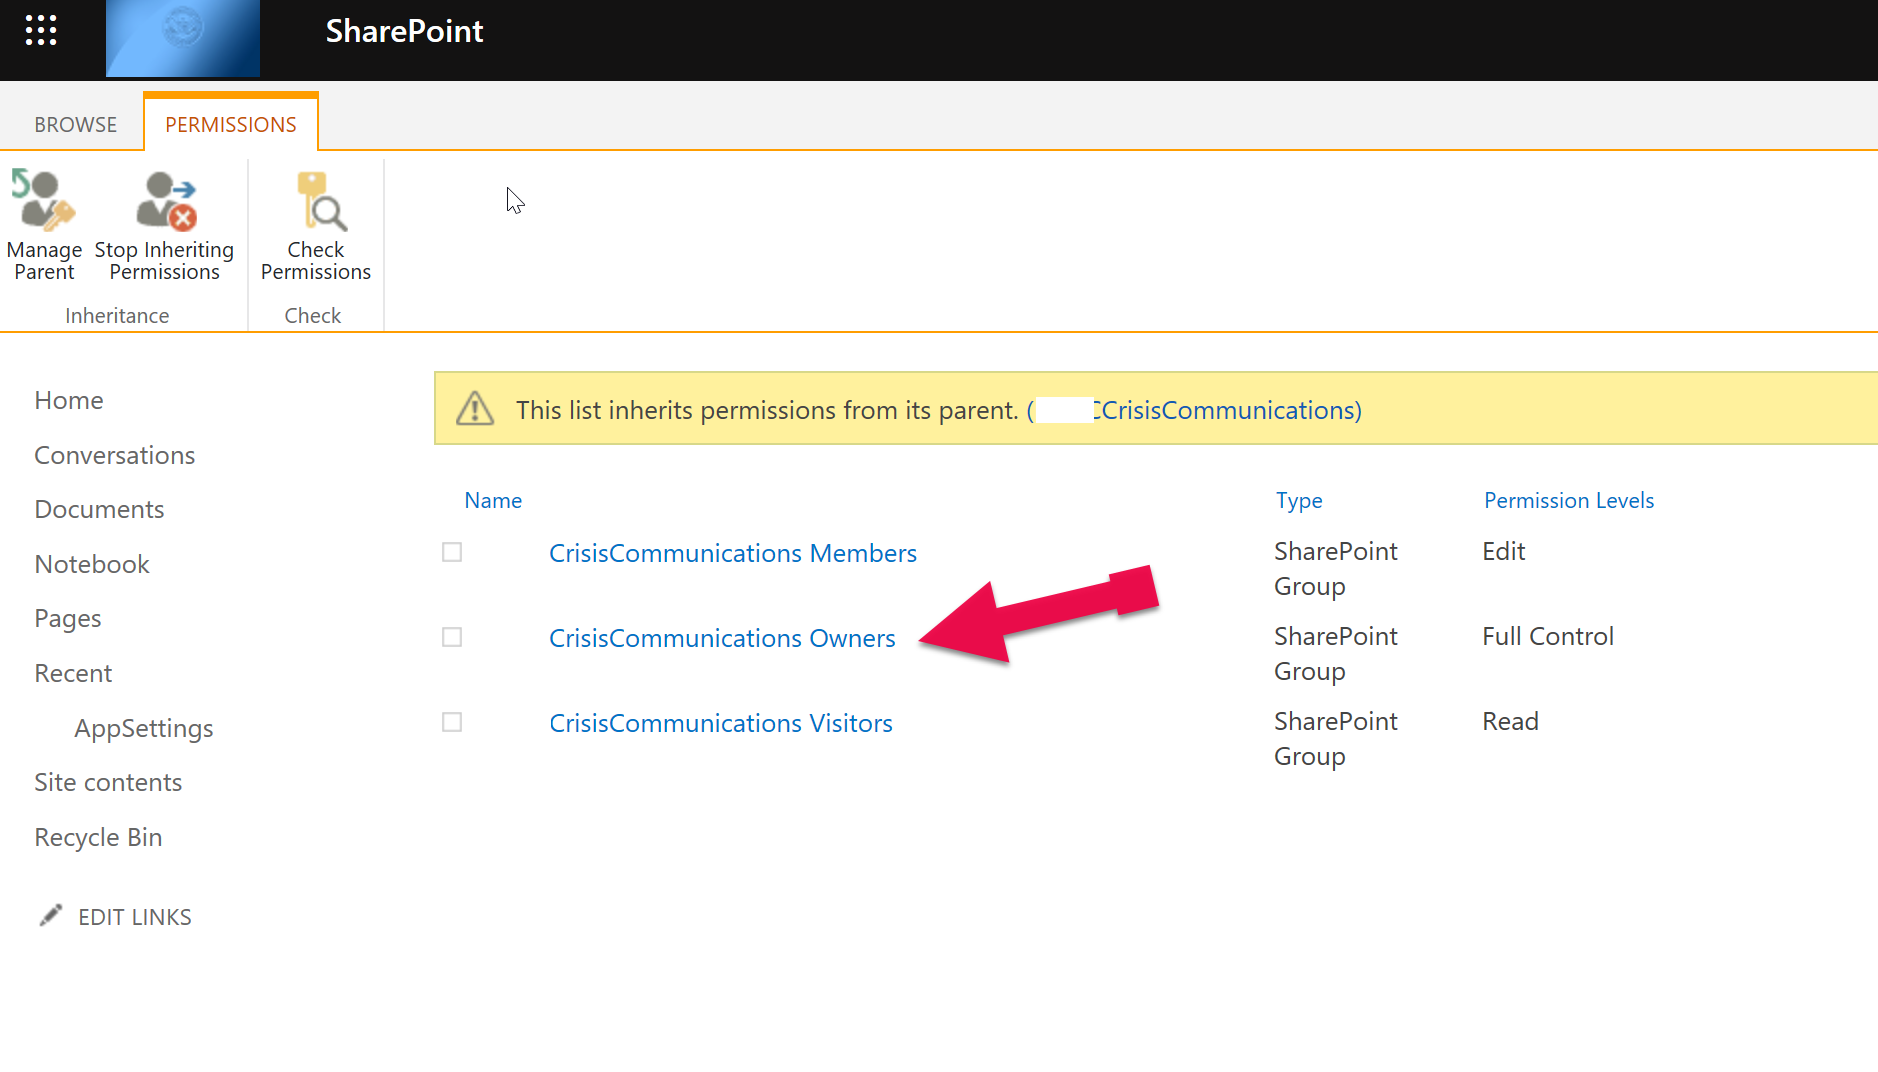 SharePoint
BROWSE
PERMISSIONS
Manage
Parent
Stop Inheriting
Permissions
Check
Permissions
Inheritance
Check
Home
Conversations
Documents
Notebook
Pages
Recent
AppSettings
Site contents
Recycle Bin
EDIT LINKS
This list inherits permissions from its parent. ( CCrisisCommunications)
Name Type Permission Levels
CrisisCommunications Members SharePoint Edit
Group
CrisisCommunications Owners SharePoint Full Control
Group
CrisisCommunications Visitors SharePoint Read
Group